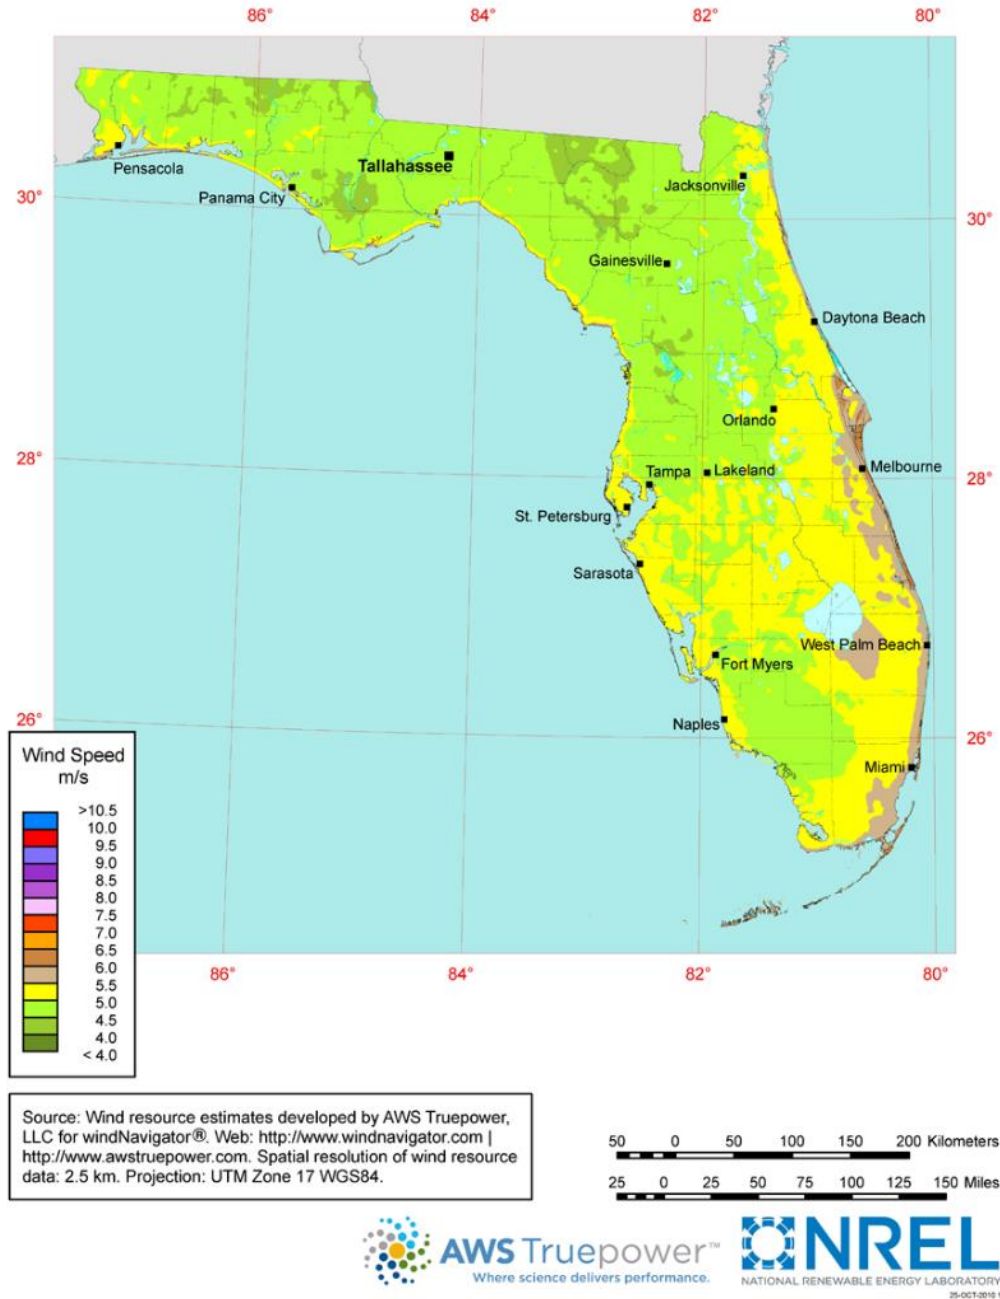 86°
84°
82°
80°
Pensacola
Tallahassee
Panama City
Jacksonville
30°
30°
Gainesville
Daytona Beach
Orlando
28°
Tampa
Lakeland
Melbourne
28°
St. Petersburg
Sarasota
West Palm Beach
Fort Myers
26°
Naples
26°
Miami
Wind Speed
m/s
>10.5
10.0
9.5
9.0
8.5
8.0
7.5
7.0
6.5
6.0
5.5
5.0
4.5
4.0
< 4.0
86°
84°
82°
80°
Source: Wind resource estimates developed by AWS Truepower,
LLC for windNavigator®. Web: http://www.windnavigator.com |
http://www.awstruepower.com. Spatial resolution of wind resource
data: 2.5 km. Projection: UTM Zone 17 WGS84.
50 0 50 100 150 200 Kilometers
25 0 25 50 75 100 125 150 Miles
AWS Truepower™
Where science delivers performance.
NREL
NATIONAL RENEWABLE ENERGY LABORATORY
25-OCT-2010 1